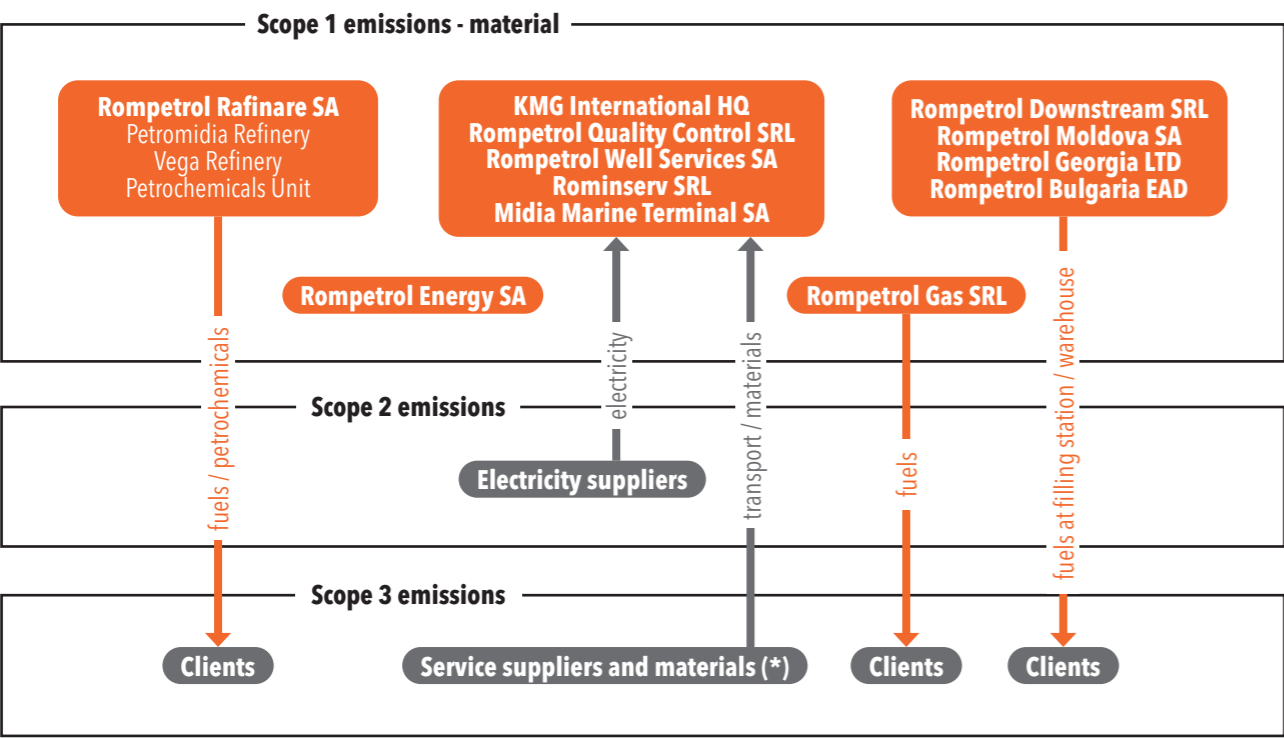 Scope 1 emissions - material
Rompetrol Rafinare SA
Petromidia Refinery
Vega Refinery
Petrochemicals Unit
KMG International HQ
Rompetrol Quality Control SRL
Rompetrol Well Services SA
Rominserv SRL
Midia Marine Terminal SA
Rompetrol Downstream SRL
Rompetrol Moldova SA
Rompetrol Georgia LTD
Rompetrol Bulgaria EAD
Rompetrol Energy SA
Rompetrol Gas SRL
fuels / petrochemicals
electricity
transport / materials
fuels
fuels at filling station / warehouse
Scope 2 emissions
Electricity suppliers
Scope 3 emissions
Clients
Service suppliers and materials (*)
Clients
Clients